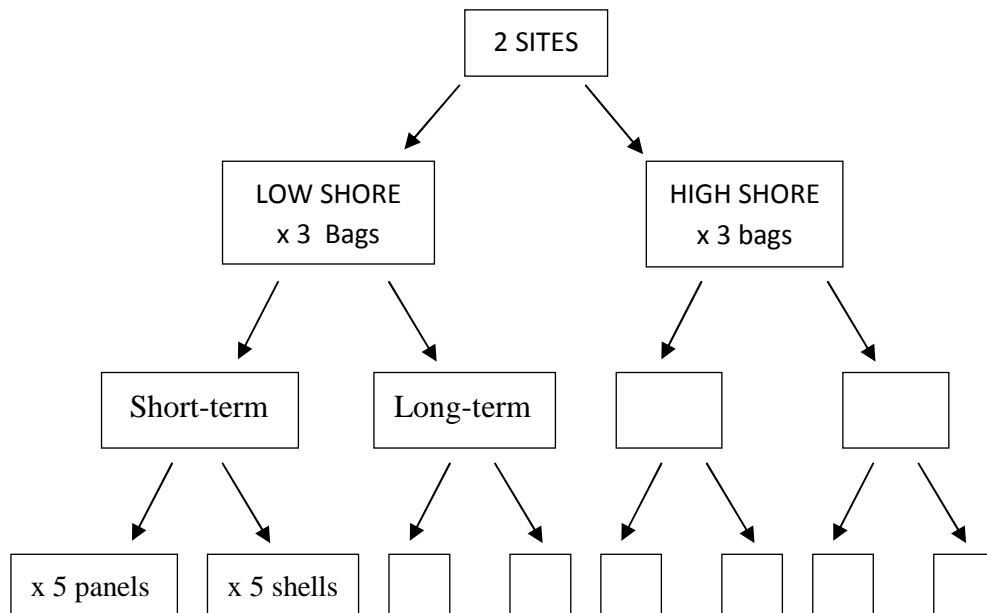 2 SITES
LOW SHORE
x 3 Bags
HIGH SHORE
x 3 bags
Short-term
Long-term
x 5 panels
x 5 shells